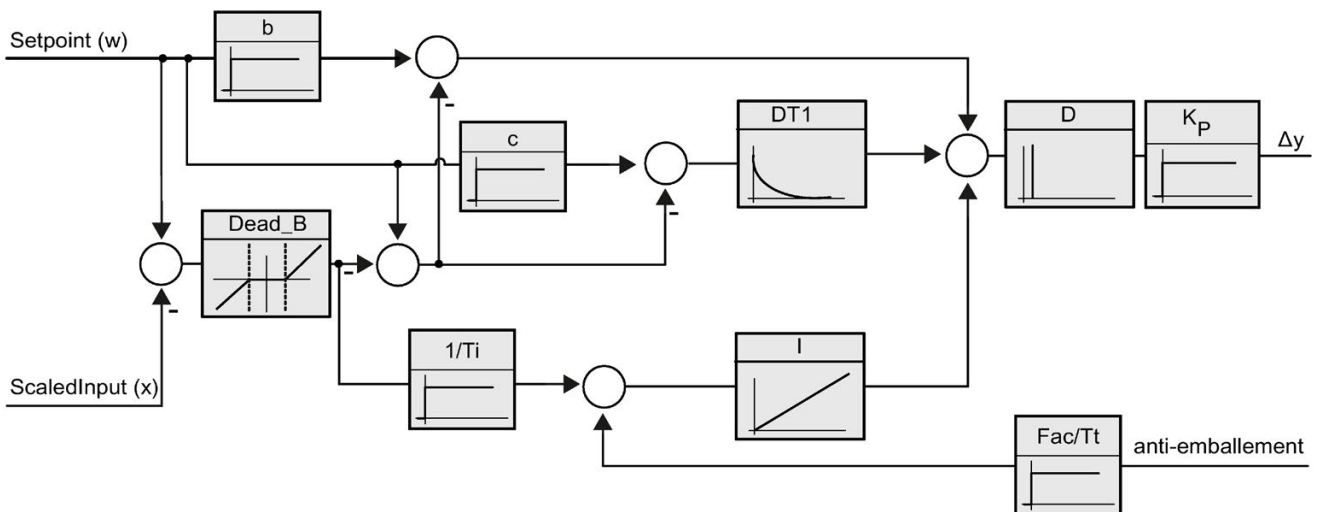 b
Setpoint (w)
DT1
D
K_P
Δy
c
-
Dead_B
-
-
-
1/Ti
I
ScaledInput (x)
Fac/Tt
anti-emballement